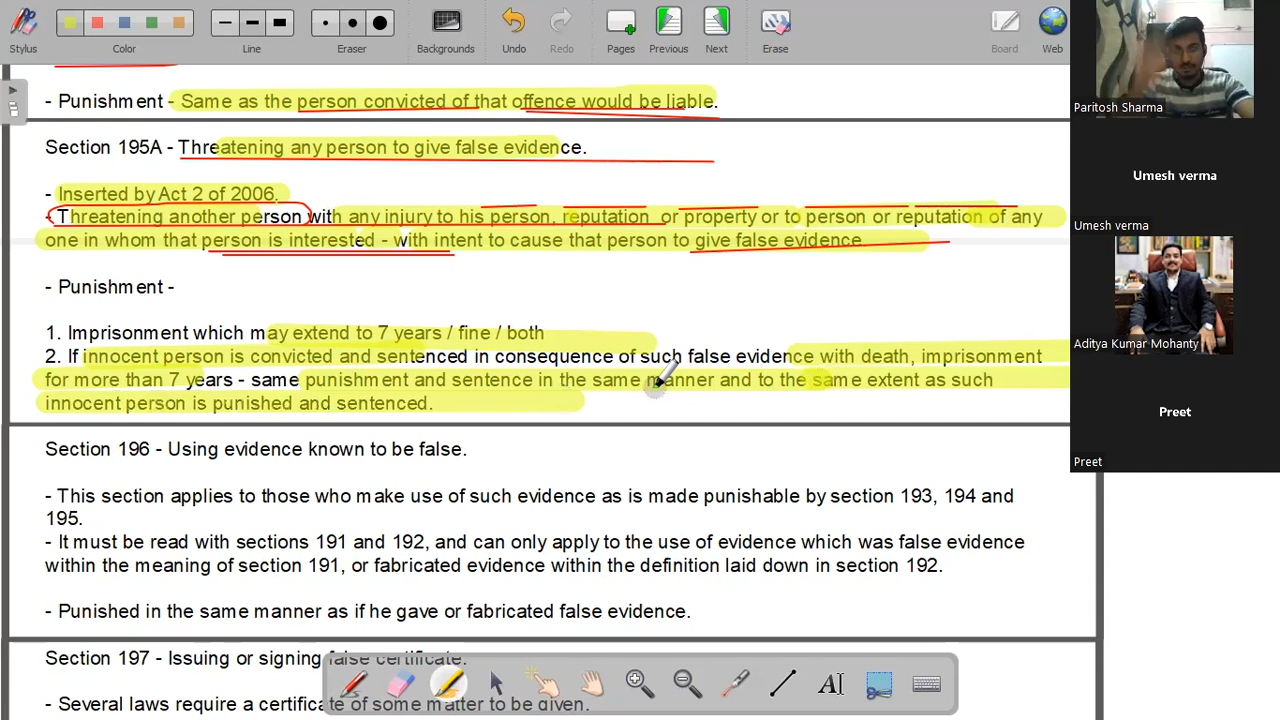 Stylus
Color
Line
Eraser
Backgrounds
Undo
Redo
Pages
Previous
Next
Erase
Board
Web
- Punishment - Same as the person convicted of that offence would be liable.
Section 195A - Threatening any person to give false evidence.
- Inserted by Act 2 of 2006.
- Threatening another person with any injury to his person, reputation or property or to person or reputation of any
one in whom that person is interested - with intent to cause that person to give false evidence.
- Punishment -
1. Imprisonment which may extend to 7 years / fine / both
2. If innocent person is convicted and sentenced in consequence of such false evidence with death, imprisonment
for more than 7 years - same punishment and sentence in the same manner and to the same extent as such
innocent person is punished and sentenced.
Section 196 - Using evidence known to be false.
- This section applies to those who make use of such evidence as is made punishable by section 193, 194 and
195.
- It must be read with sections 191 and 192, and can only apply to the use of evidence which was false evidence
within the meaning of section 191, or fabricated evidence within the definition laid down in section 192.
- Punished in the same manner as if he gave or fabricated false evidence.
Section 197 - Issuing or signing false certificate.
- Several laws require a certificate of some matter to be given.
Paritosh Sharma
Umesh verma
Umesh verma
Aditya Kumar Mohanty
Preet
Preet